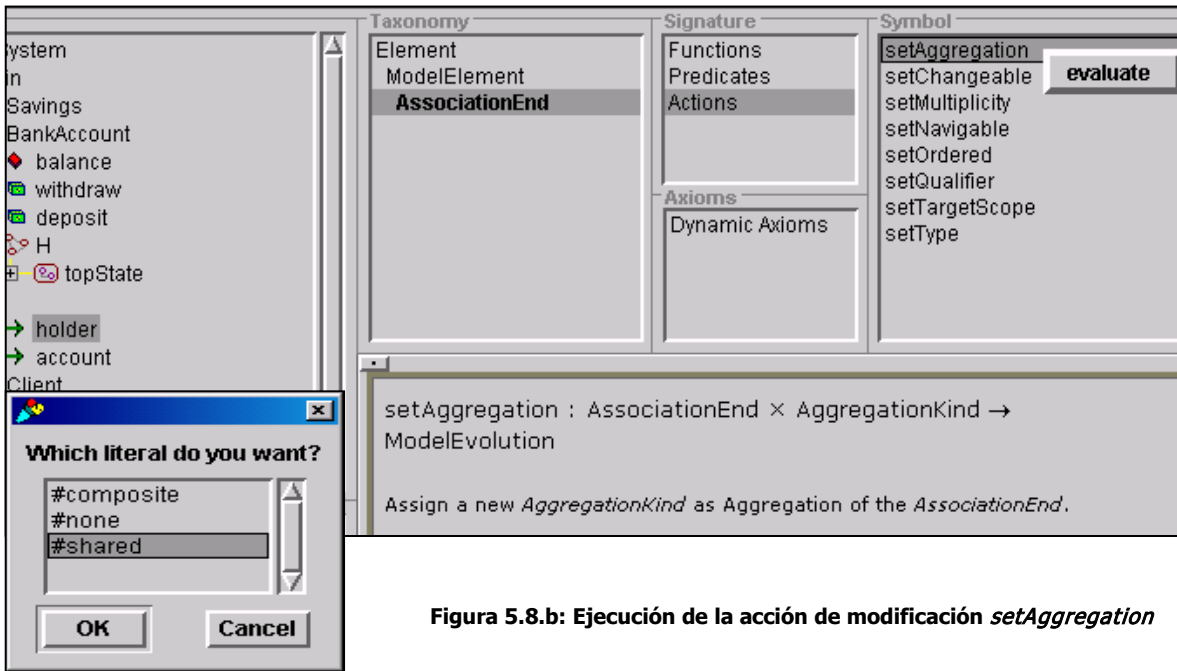 Taxonomy
Signature
Symbol
ystem
in
Savings
BankAccount
balance
withdraw
deposit
H
topState
holder
account
Client
Element
ModelElement
AssociationEnd
Functions
Predicates
Actions
Axioms
Dynamic Axioms
setAggregation
setChangeable
setMultiplicity
setNavigable
setOrdered
setQualifier
setTargetScope
setType
evaluate
setAggregation : AssociationEnd × AggregationKind →
ModelEvolution
Assign a new AggregationKind as Aggregation of the AssociationEnd.
Which literal do you want?
#composite
#none
#shared
OK
Cancel
Figura 5.8.b: Ejecución de la acción de modificación setAggregation